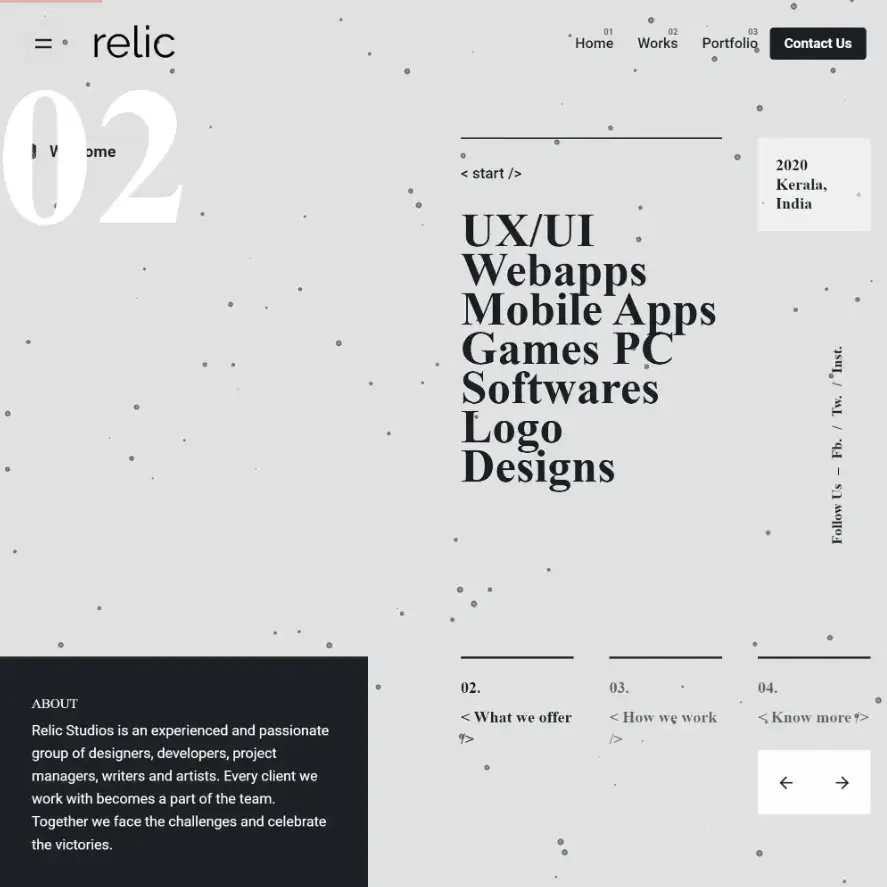 relic
Home 01
Works 02
Portfolio 03
Contact Us
02
Welcome
< start />
2020
Kerala,
India
UX/UI
Webapps
Mobile Apps
Games PC
Softwares
Logo
Designs
Follow Us – Fb. / Tw. / Inst.
ABOUT
Relic Studios is an experienced and passionate
group of designers, developers, project
managers, writers and artists. Every client we
work with becomes a part of the team.
Together we face the challenges and celebrate
the victories.
02.
< What we offer
/>
03.
< How we work
/>
04.
< Know more />